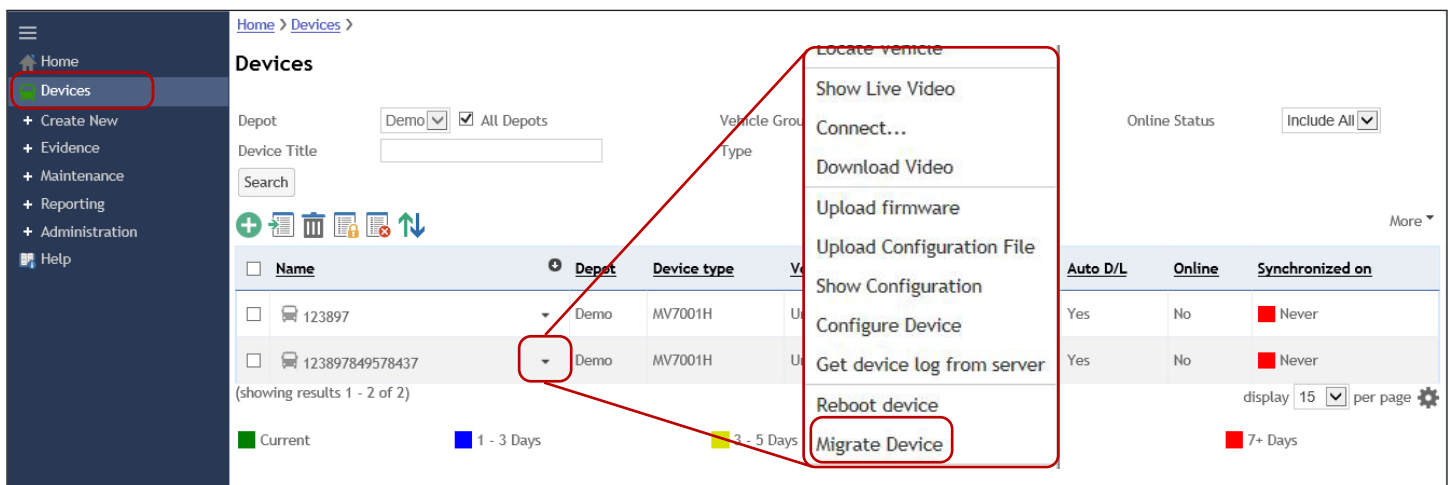 Home > Devices >
Home
Devices
Create New
Evidence
Maintenance
Reporting
Administration
Help
Devices
Depot Demo All Depots Vehicle Online Status Include All
Device Title Type
Search
More
Name Depot Device type Auto D/L Online Synchronized on
123897 Demo MV7001H Yes No Never
123897849578437 Demo MV7001H Yes No Never
(showing results 1 - 2 of 2) display 15 per page
Current 1 - 3 Days 3 - 5 Days 7+ Days
Locate Vehicle
Show Live Video
Connect...
Download Video
Upload firmware
Upload Configuration File
Show Configuration
Configure Device
Get device log from server
Reboot device
Migrate Device